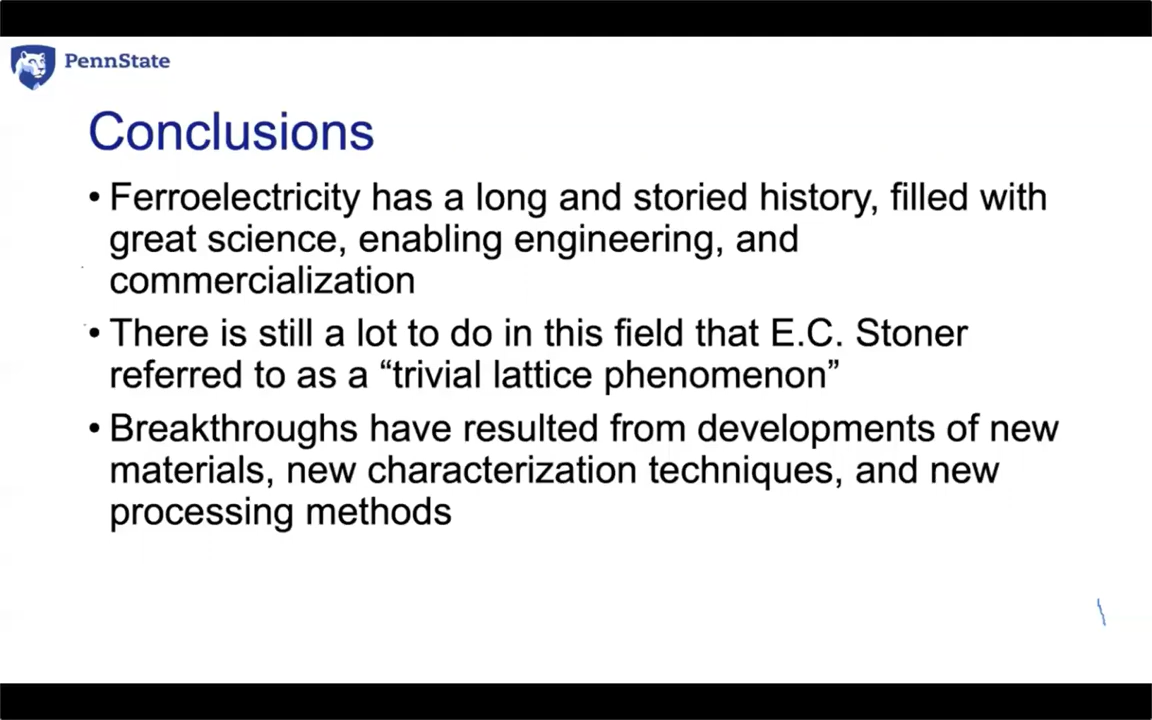 PennState
Conclusions
• Ferroelectricity has a long and storied history, filled with
great science, enabling engineering, and
commercialization
• There is still a lot to do in this field that E.C. Stoner
referred to as a “trivial lattice phenomenon”
• Breakthroughs have resulted from developments of new
materials, new characterization techniques, and new
processing methods